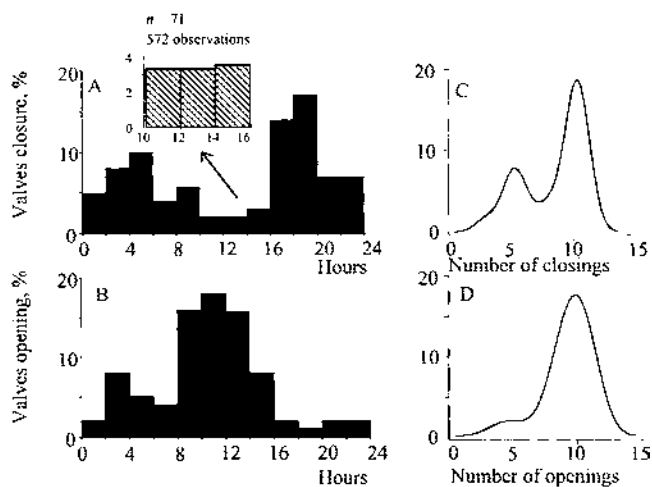 n 71
572 observations
4
2
0
10 12 14 16
Valves closure, %
20
10
0
A
0 4 8 12 16 20 24
Hours
C
20
10
0
0 5 10 15
Number of closings
Valves opening, %
20
10
0
B
0 4 8 12 16 20 24
Hours
D
20
10
0
0 5 10 15
Number of openings